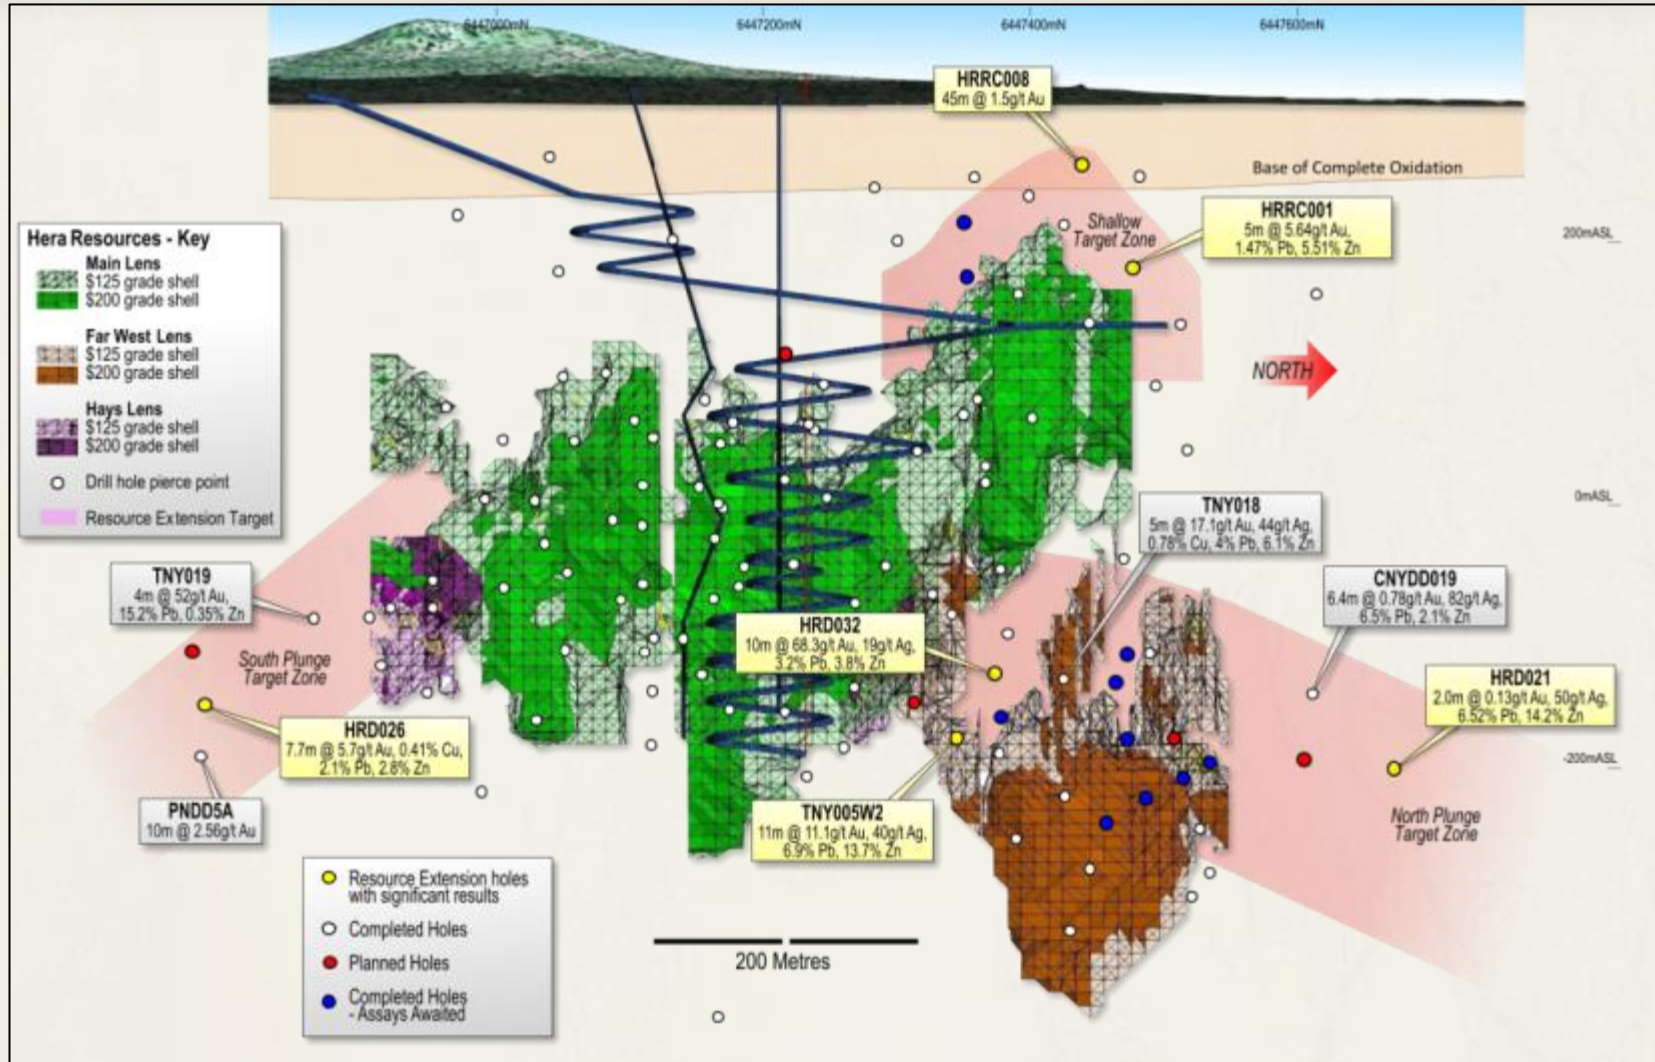 6447000mN
6447200mN
6447400mN
6447600mN
HRRC008
45m @ 1.5g/t Au
Base of Complete Oxidation
HRRC001
5m @ 5.64g/t Au,
1.47% Pb, 5.51% Zn
Shallow
Target Zone
200mASL
Hera Resources - Key
Main Lens
$125 grade shell
$200 grade shell
Far West Lens
$125 grade shell
$200 grade shell
Hays Lens
$125 grade shell
$200 grade shell
Drill hole pierce point
Resource Extension Target
NORTH
0mASL
TNY018
5m @ 17.1g/t Au, 44g/t Ag,
0.78% Cu, 4% Pb, 6.1% Zn
TNY019
4m @ 52g/t Au,
15.2% Pb, 0.35% Zn
CNYDD019
6.4m @ 0.78g/t Au, 82g/t Ag,
6.5% Pb, 2.1% Zn
HRD032
10m @ 68.3g/t Au, 19g/t Ag,
3.2% Pb, 3.8% Zn
South Plunge
Target Zone
HRD021
2.0m @ 0.13g/t Au, 50g/t Ag,
6.52% Pb, 14.2% Zn
HRD026
7.7m @ 5.7g/t Au, 0.41% Cu,
2.1% Pb, 2.8% Zn
-200mASL
PNDD5A
10m @ 2.56g/t Au
TNY005W2
11m @ 11.1g/t Au, 40g/t Ag,
6.9% Pb, 13.7% Zn
North Plunge
Target Zone
Resource Extension holes
with significant results
Completed Holes
Planned Holes
Completed Holes
- Assays Awaited
200 Metres